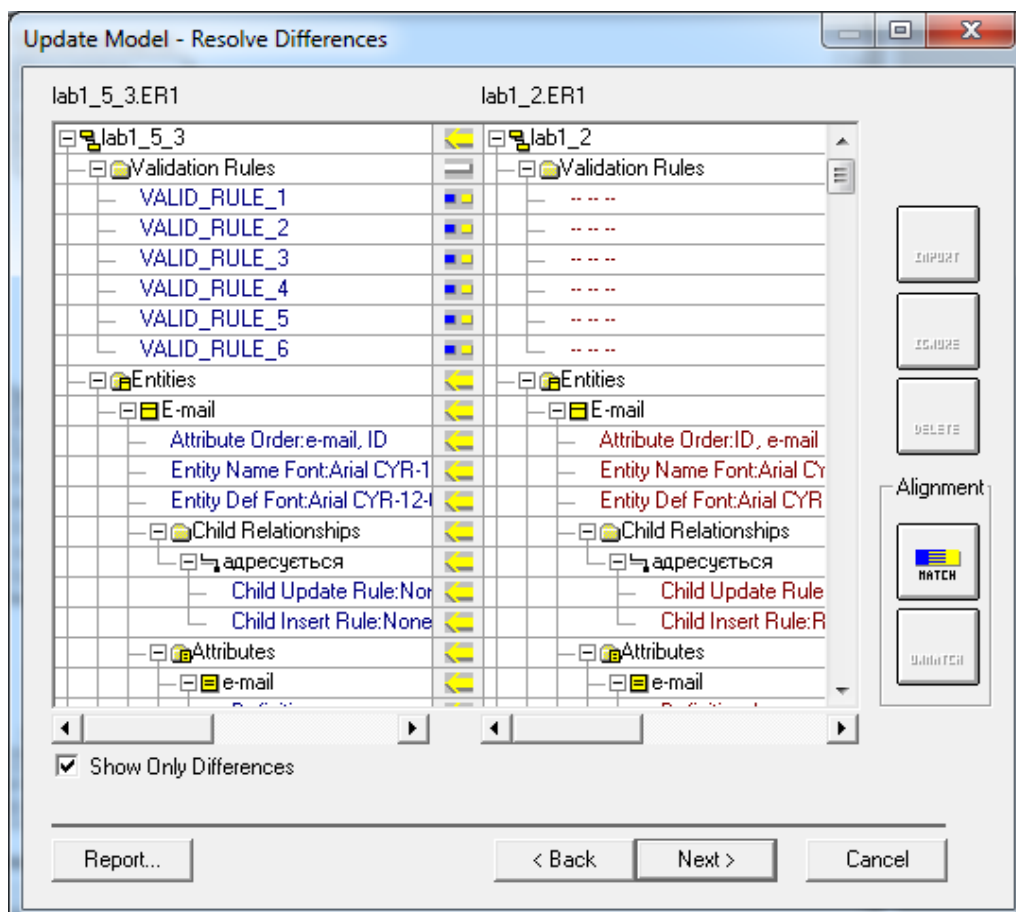 Update Model - Resolve Differences
lab1_5_3.ER1 lab1_2.ER1
lab1_5_3 lab1_2
Validation Rules Validation Rules
VALID_RULE_1 -- -- --
VALID_RULE_2 -- -- --
VALID_RULE_3 -- -- --
VALID_RULE_4 -- -- --
VALID_RULE_5 -- -- --
VALID_RULE_6 -- -- --
Entities Entities
E-mail E-mail
Attribute Order:e-mail, ID Attribute Order:ID, e-mail
Entity Name Font:Arial CYR-1 Entity Name Font:Arial CY
Entity Def Font:Arial CYR-12- Entity Def Font:Arial CYR
Child Relationships Child Relationships
адресується адресується
Child Update Rule:Nor Child Update Rule
Child Insert Rule:None Child Insert Rule:R
Attributes Attributes
e-mail e-mail
IMPORT
IGNORE
DELETE
Alignment
MATCH
UNMATCH
Show Only Differences
Report... < Back Next > Cancel